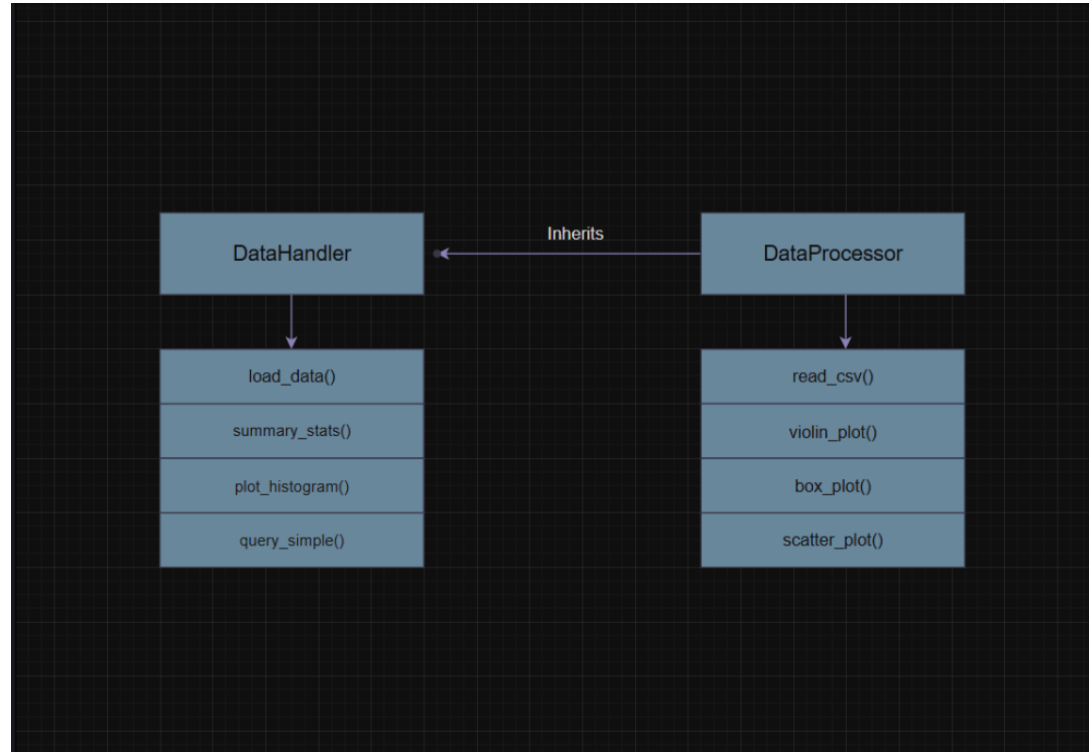 Inherits
DataHandler
DataProcessor
load_data()
summary_stats()
plot_histogram()
query_simple()
read_csv()
violin_plot()
box_plot()
scatter_plot()